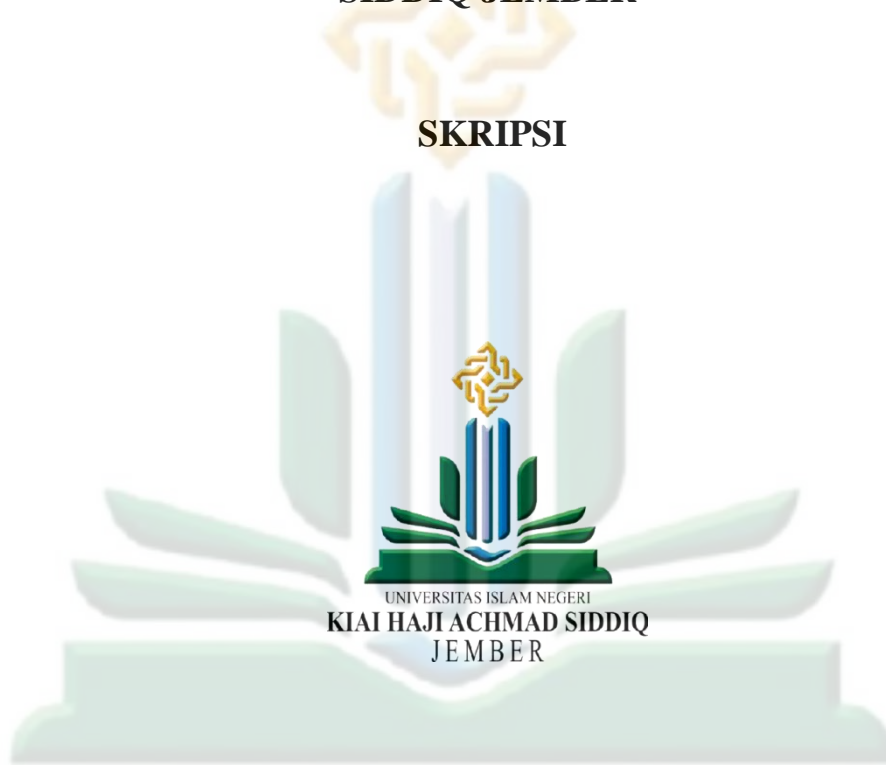 SIDDIQ JEMBER
SKRIPSI
UNIVERSITAS ISLAM NEGERI
KIAI HAJI ACHMAD SIDDIQ
JEMBER